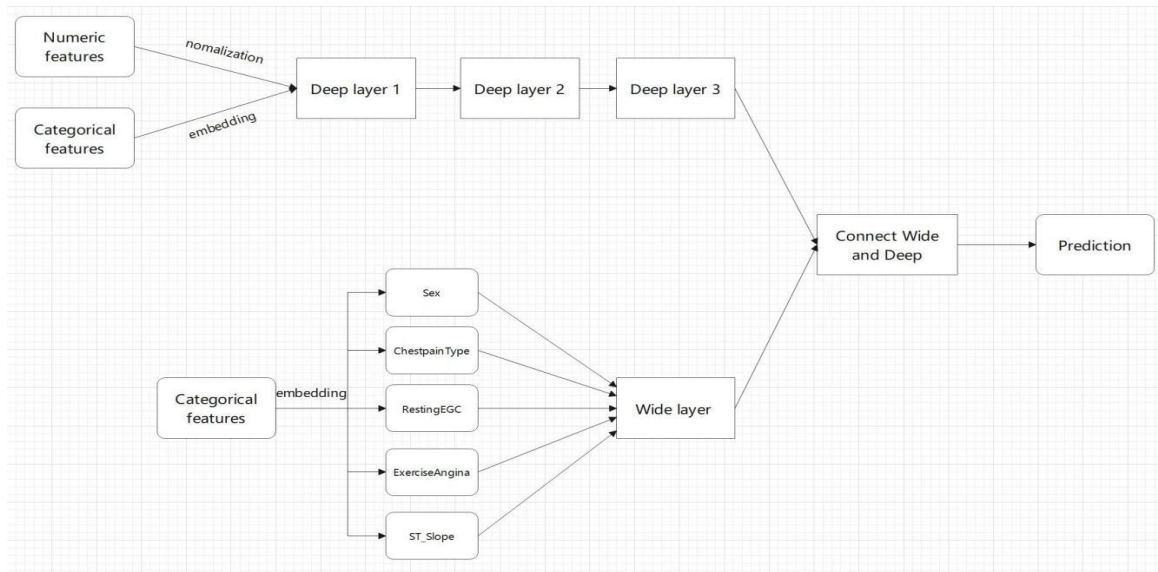 Numeric
features
nomalization
Categorical
features
embedding
Deep layer 1
Deep layer 2
Deep layer 3
Connect Wide
and Deep
Prediction
Categorical
features
embedding
Sex
ChestpainType
RestingEGC
ExerciseAngina
ST_Slope
Wide layer